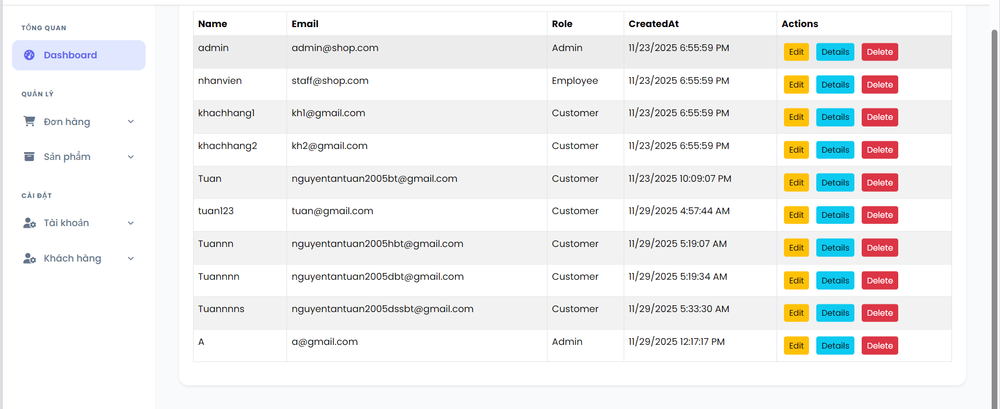 TỔNG QUAN
Dashboard
QUẢN LÝ
Đơn hàng
Sản phẩm
CÀI ĐẶT
Tài khoản
Khách hàng
Name Email Role CreatedAt Actions
admin admin@shop.com Admin 11/23/2025 6:55:59 PM Edit Details Delete
nhanvien staff@shop.com Employee 11/23/2025 6:55:59 PM Edit Details Delete
khachhang1 kh1@gmail.com Customer 11/23/2025 6:55:59 PM Edit Details Delete
khachhang2 kh2@gmail.com Customer 11/23/2025 6:55:59 PM Edit Details Delete
Tuan nguyentantuan2005bt@gmail.com Customer 11/23/2025 10:09:07 PM Edit Details Delete
tuan123 tuan@gmail.com Customer 11/29/2025 4:57:44 AM Edit Details Delete
Tuannn nguyentantuan2005hbt@gmail.com Customer 11/29/2025 5:19:07 AM Edit Details Delete
Tuannnn nguyentantuan2005dbt@gmail.com Customer 11/29/2025 5:19:34 AM Edit Details Delete
Tuannnns nguyentantuan2005dssbt@gmail.com Customer 11/29/2025 5:33:30 AM Edit Details Delete
A a@gmail.com Admin 11/29/2025 12:17:17 PM Edit Details Delete